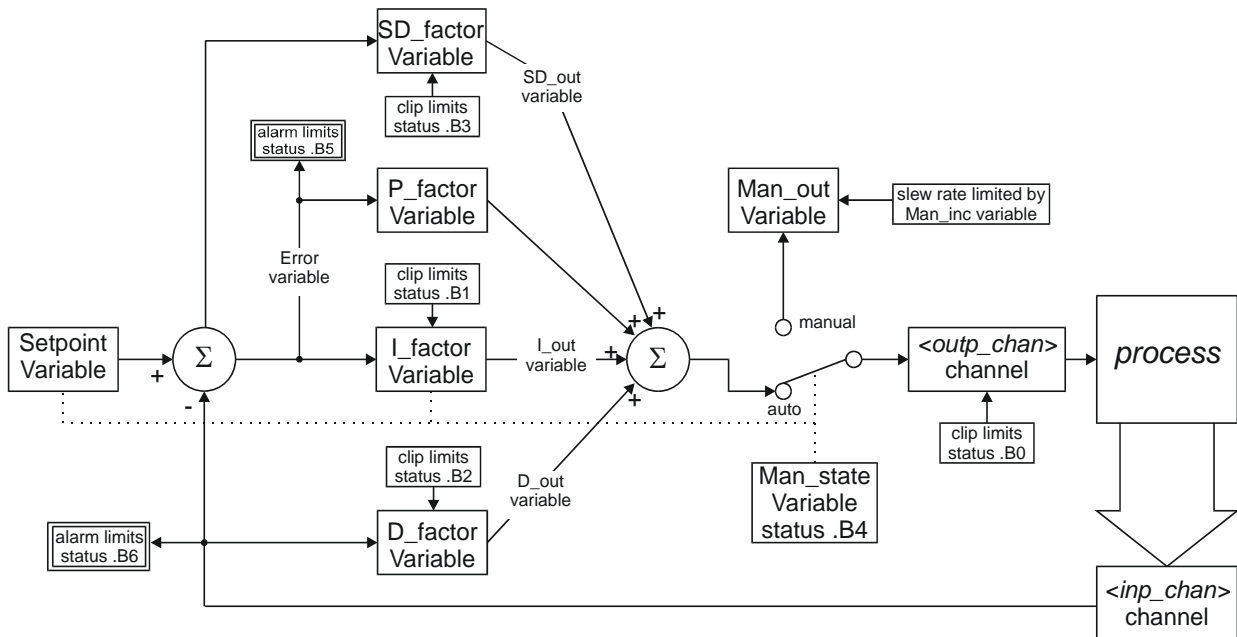 SD_factor
Variable
SD_out
variable
clip limits
status .B3
alarm limits
status .B5
P_factor
Variable
Man_out
Variable
slew rate limited by
Man_inc variable
Error
variable
clip limits
status .B1
+
+
manual
Setpoint
Variable
+
Σ
-
I_factor
Variable
I_out
variable
+
Σ
+
auto
<outp_chan>
channel
process
clip limits
status .B0
clip limits
status .B2
D_out
variable
Man_state
Variable
status .B4
alarm limits
status .B6
D_factor
Variable
<inp_chan>
channel